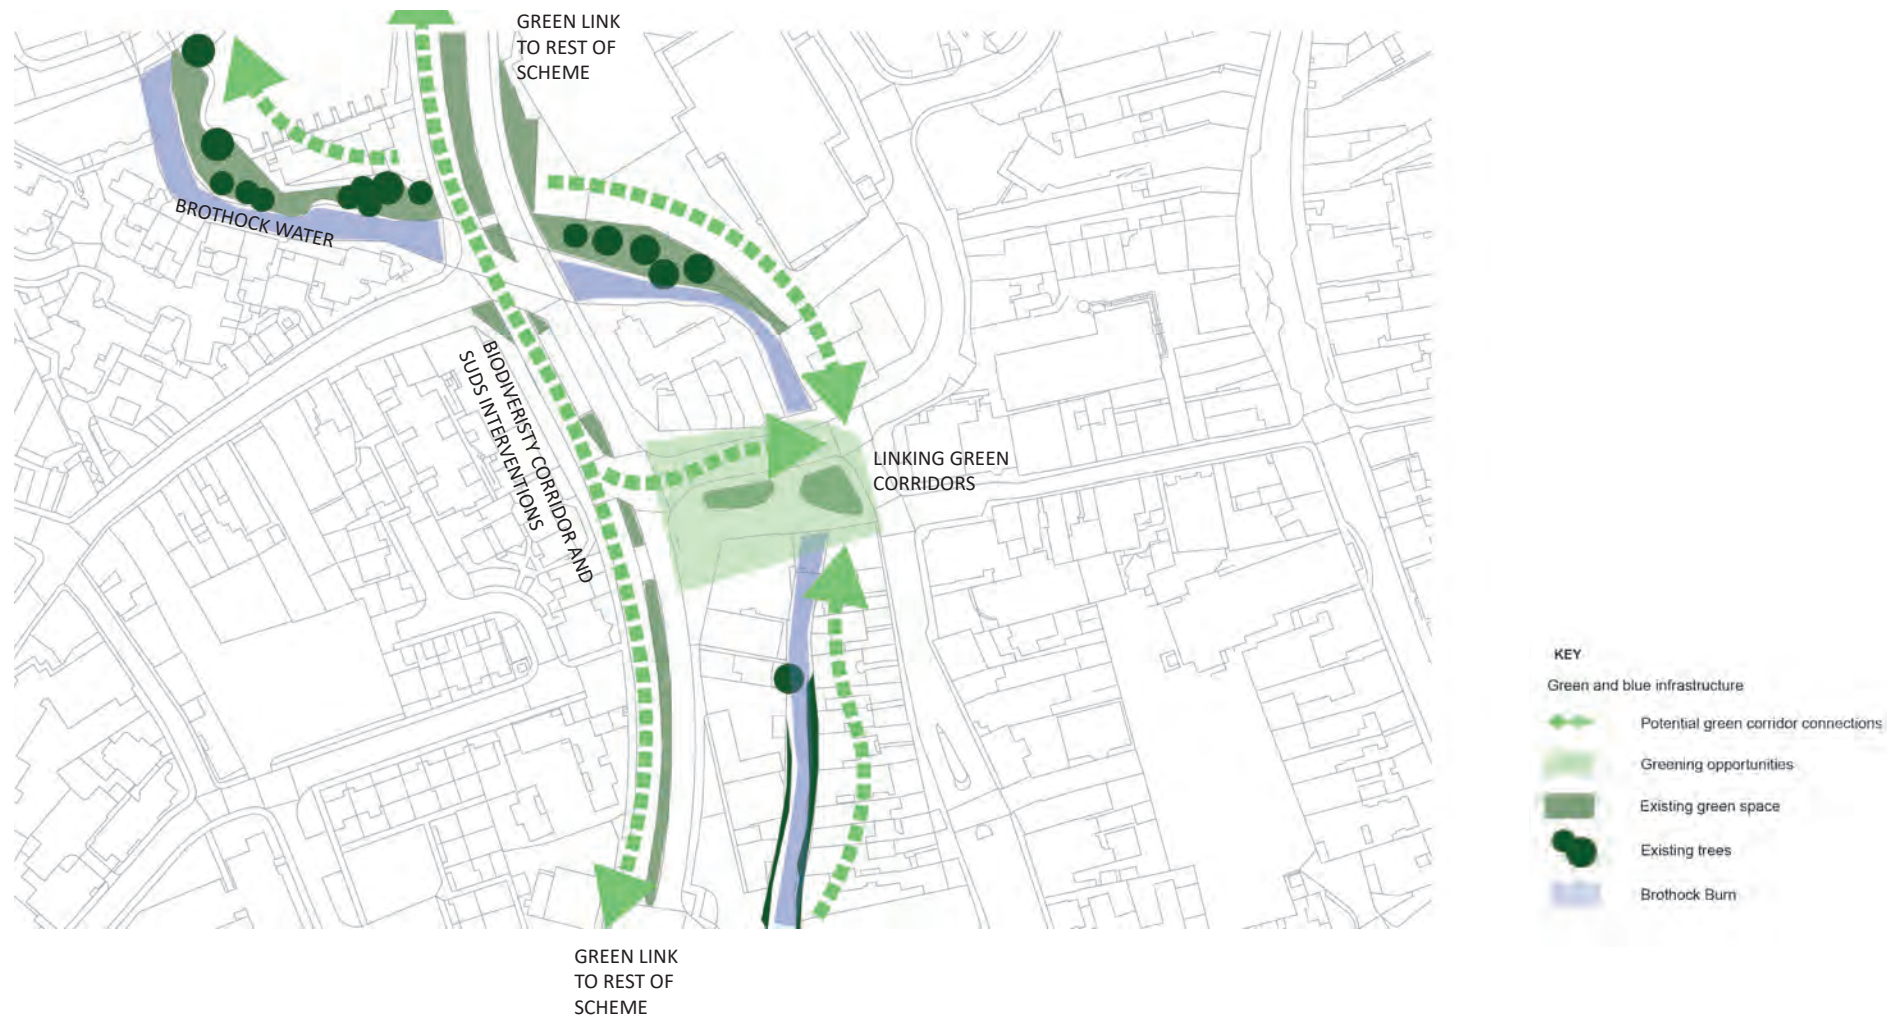 GREEN LINK
TO REST OF
SCHEME
BROTHOCK WATER
BIODIVERISTY CORRIDOR AND
SUDS INTERVENTIONS
LINKING GREEN
CORRIDORS
GREEN LINK
TO REST OF
SCHEME
KEY
Green and blue infrastructure
Potential green corridor connections
Greening opportunities
Existing green space
Existing trees
Brothock Burn